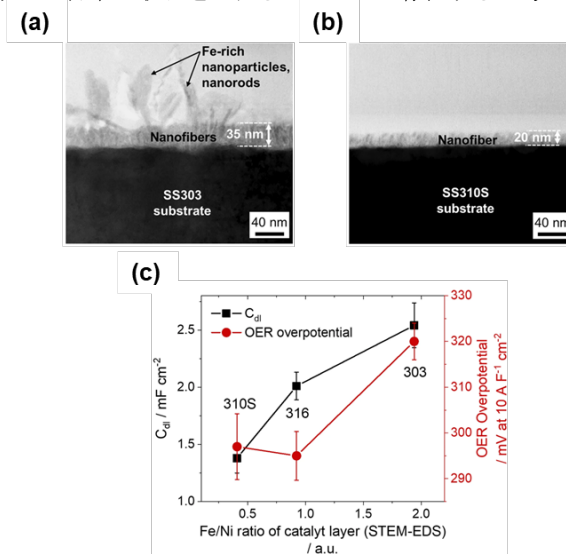 (a)
(b)
Fe-rich
nanoparticles,
nanorods
Nanofibers
35 nm
SS303
substrate
40 nm
Nanofiber
20 nm
SS310S
substrate
40 nm
(c)
Cdl
OER overpotential
310S
316
303
Cdl / mF cm-2
2.5
2.0
1.5
1.0
330
320
310
300
290
OER Overpotential
/ mV at 10 A F-1 cm-2
0.5
1.0
1.5
2.0
Fe/Ni ratio of catalyt layer (STEM-EDS)
/ a.u.